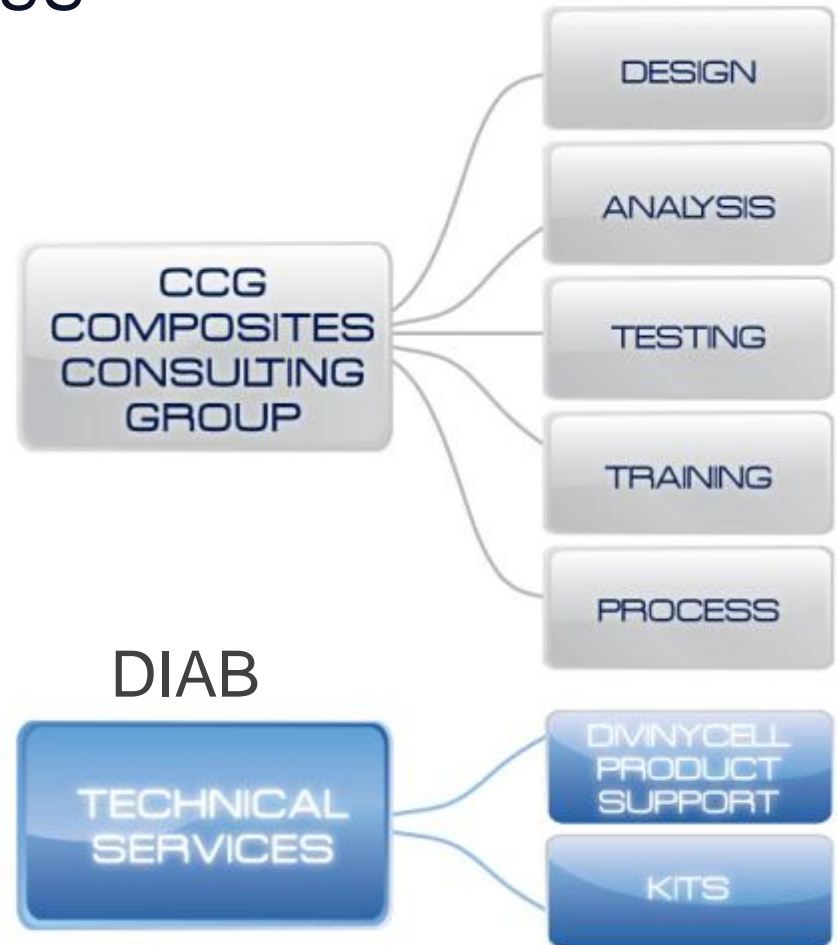 CCG
COMPOSITES
CONSULTING
GROUP
DESIGN
ANALYSIS
TESTING
TRAINING
PROCESS
DIAB
TECHNICAL
SERVICES
DIVINYCELL
PRODUCT
SUPPORT
KITS